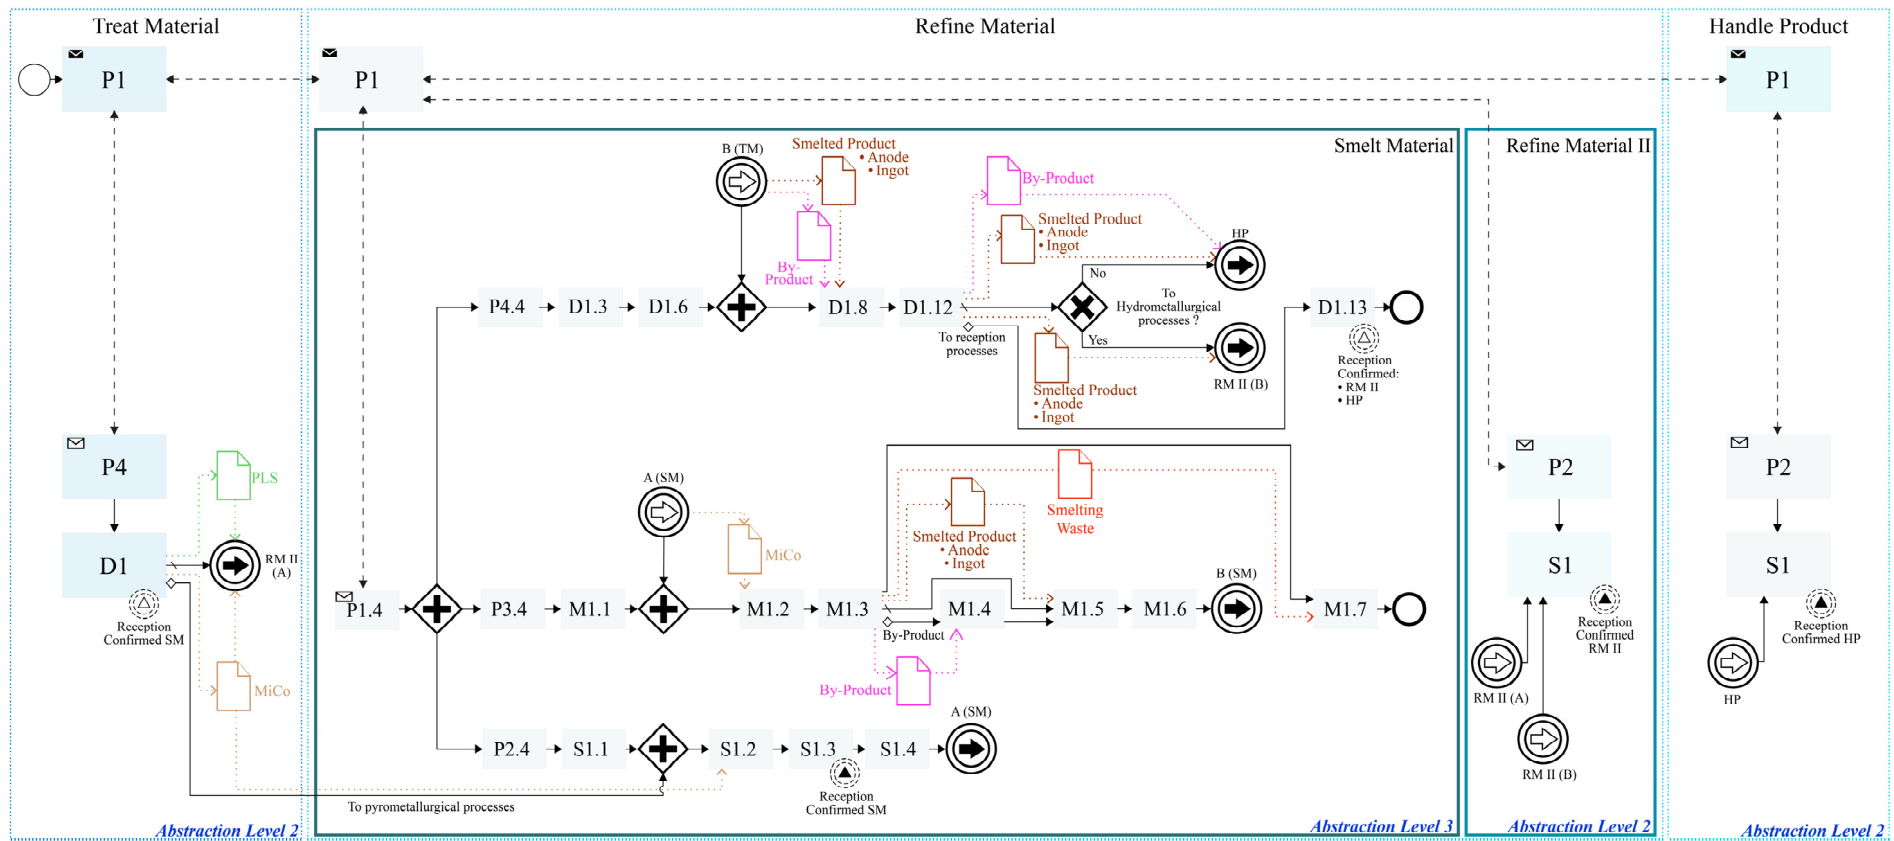 Treat Material
Refine Material
Handle Product
P1
P1
P1
Smelt Material
Refine Material II
B (TM)
Smelted Product
• Anode
• Ingot
By-Product
By-
Product
Smelted Product
• Anode
• Ingot
HP
No
To
Hydrometallurgical
processes ?
Yes
P4.4
D1.3
D1.6
D1.8
D1.12
D1.13
To reception
processes
RM II (B)
Smelted Product
• Anode
• Ingot
Reception
Confirmed:
• RM II
• HP
P4
PLS
D1
RM II
(A)
Reception
Confirmed SM
MiCo
A (SM)
MiCo
Smelted Product
• Anode
• Ingot
Smelting
Waste
B (SM)
P1.4
P3.4
M1.1
M1.2
M1.3
M1.4
M1.5
M1.6
M1.7
By-Product
By-Product
P2.4
S1.1
S1.2
S1.3
S1.4
A (SM)
Reception
Confirmed SM
To pyrometallurgical processes
P2
S1
Reception
Confirmed
RM II
RM II (A)
RM II (B)
P2
S1
Reception
Confirmed HP
HP
Abstraction Level 2
Abstraction Level 3
Abstraction Level 2
Abstraction Level 2